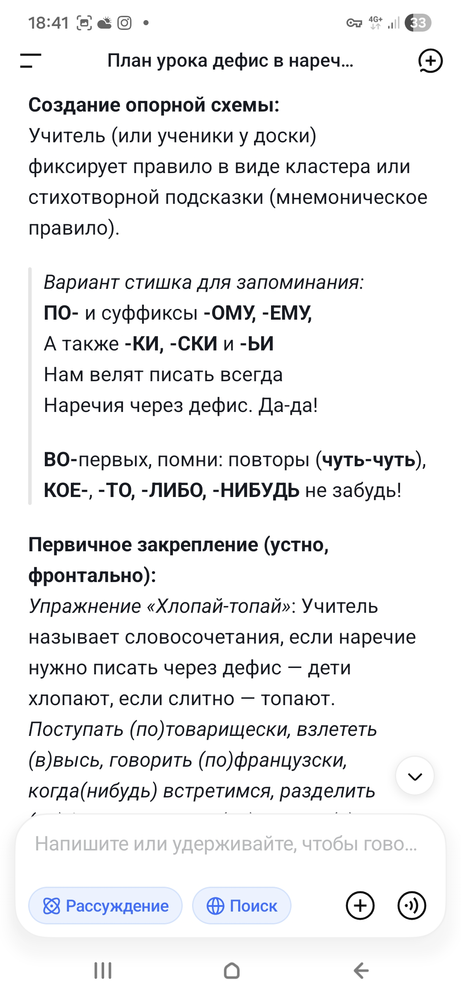 18:41
4G+
33
План урока дефис в нареч...
Создание опорной схемы:
Учитель (или ученики у доски)
фиксирует правило в виде кластера или
стихотворной подсказки (мнемоническое
правило).
Вариант стишка для запоминания:
ПО- и суффиксы -ОМУ, -ЕМУ,
А также -КИ, -СКИ и -ЬИ
Нам велят писать всегда
Наречия через дефис. Да-да!
ВО-первых, помни: повторы (чуть-чуть),
КОЕ-, -ТО, -ЛИБО, -НИБУДЬ не забудь!
Первичное закрепление (устно,
фронтально):
Упражнение «Хлопай-топай»: Учитель
называет словосочетания, если наречие
нужно писать через дефис — дети
хлопают, если слитно — топают.
Поступать (по)товарищески, взлететь
(в)высь, говорить (по)французски,
когда(нибудь) встретимся, разделить
Напишите или удерживайте, чтобы гово...
Рассуждение
Поиск